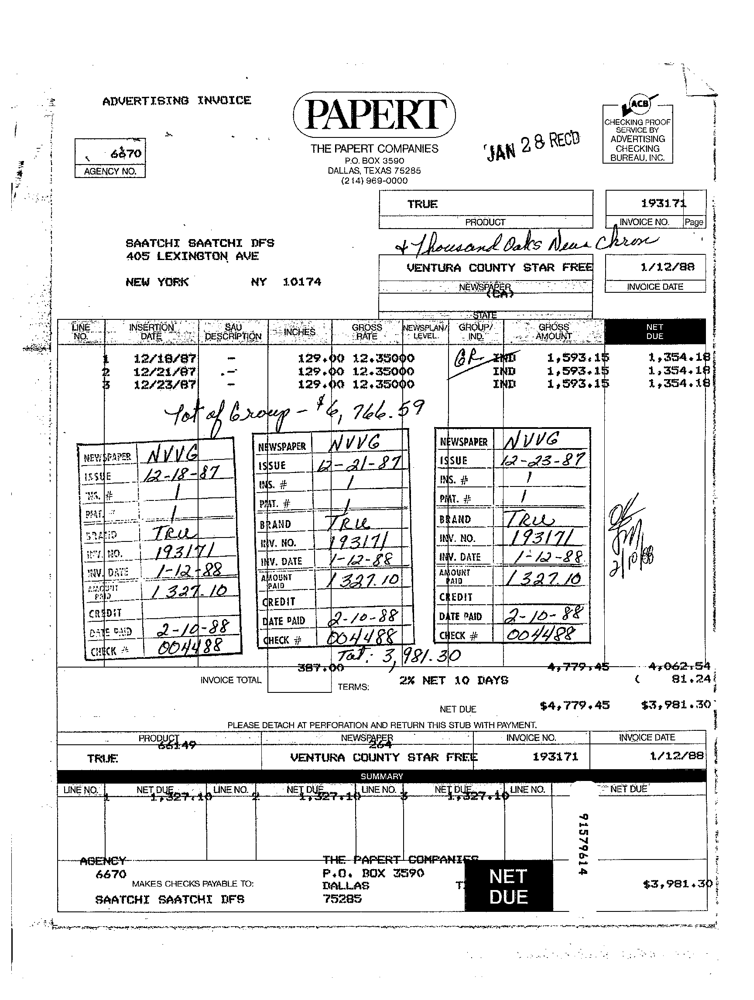 ADVERTISING INVOICE
PAPERT
THE PAPERT COMPANIES
P.O. BOX 3590
DALLAS, TEXAS 75285
(214) 969-0000
JAN 28 REC'D
ACB
CHECKING PROOF
SERVICE BY
ADVERTISING
CHECKING
BUREAU, INC.
6670
AGENCY NO.
TRUE
PRODUCT
193171
INVOICE NO. Page
SAATCHI SAATCHI DFS
405 LEXINGTON AVE
NEW YORK NY 10174
+ Thousand Oaks News Chron
VENTURA COUNTY STAR FREE
NEWSPAPER
(CA)
STATE
1/12/88
INVOICE DATE
LINE NO. INSERTION DATE SAU DESCRIPTION INCHES GROSS RATE NEWSPLAN/ LEVEL GROUP/ IND. GROSS AMOUNT NET DUE
1 12/18/87 - 129.00 12.35000 GR IND 1,593.15 1,354.18
2 12/21/87 - 129.00 12.35000 IND 1,593.15 1,354.18
3 12/23/87 - 129.00 12.35000 IND 1,593.15 1,354.18
Tot of Group - $6,766.59
NEWSPAPER NVVG
ISSUE 12-18-87
INS. # 1
PMT. # 1
BRAND TRU
INV. NO. 193171
INV. DATE 1-12-88
AMOUNT PAID 1327.10
CREDIT
DATE PAID 2-10-88
CHECK # 004488
NEWSPAPER NVVG
ISSUE 12-21-87
INS. # 1
PMT. # 1
BRAND TRU
INV. NO. 193171
INV. DATE 1-12-88
AMOUNT PAID 1327.10
CREDIT
DATE PAID 2-10-88
CHECK # 004488
NEWSPAPER NVVG
ISSUE 12-23-87
INS. # 1
PMT. # 1
BRAND TRU
INV. NO. 193171
INV. DATE 1-12-88
AMOUNT PAID 1327.10
CREDIT
DATE PAID 2-10-88
CHECK # 004488
OK
2/10/88
Tot: 3,981.30
387.00 4,779.45 4,062.54
INVOICE TOTAL TERMS: 2% NET 10 DAYS ( 81.24
NET DUE $4,779.45 $3,981.30
PLEASE DETACH AT PERFORATION AND RETURN THIS STUB WITH PAYMENT.
PRODUCT NEWSPAPER INVOICE NO. INVOICE DATE
66149 264
TRUE VENTURA COUNTY STAR FREE 193171 1/12/88
SUMMARY
LINE NO. NET DUE LINE NO. NET DUE LINE NO. NET DUE LINE NO. NET DUE
1 1,327.10 2 1,327.10 3 1,327.10
91579614
AGENCY THE PAPERT COMPANIES
6670 P.O. BOX 3590
MAKES CHECKS PAYABLE TO: DALLAS
SAATCHI SAATCHI DFS 75285
NET DUE
$3,981.30